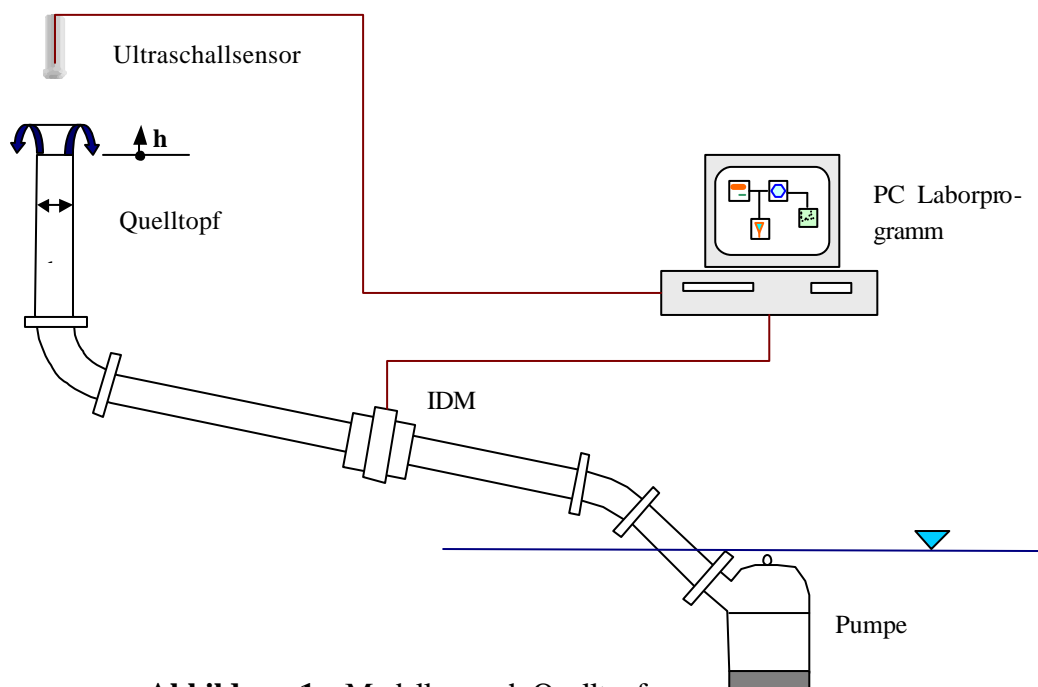 Ultraschallsensor
h
Quelltopf
PC Laborpro-
gramm
IDM
Pumpe